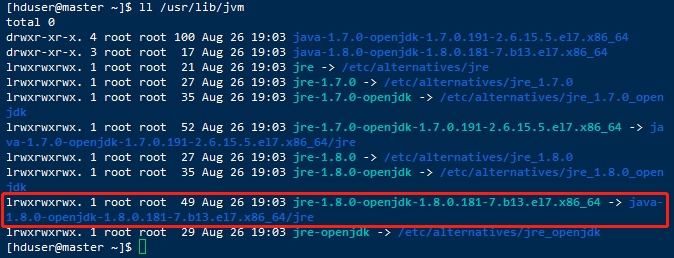 [hduser@master ~]$ ll /usr/lib/jvm
total 0
drwxr-xr-x. 4 root root 100 Aug 26 19:03 java-1.7.0-openjdk-1.7.0.191-2.6.15.5.el7.x86_64
drwxr-xr-x. 3 root root  17 Aug 26 19:03 java-1.8.0-openjdk-1.8.0.181-7.b13.el7.x86_64
lrwxrwxrwx. 1 root root  21 Aug 26 19:03 jre -> /etc/alternatives/jre
lrwxrwxrwx. 1 root root  27 Aug 26 19:03 jre-1.7.0 -> /etc/alternatives/jre_1.7.0
lrwxrwxrwx. 1 root root  35 Aug 26 19:03 jre-1.7.0-openjdk -> /etc/alternatives/jre_1.7.0_open
jdk
lrwxrwxrwx. 1 root root  52 Aug 26 19:03 jre-1.7.0-openjdk-1.7.0.191-2.6.15.5.el7.x86_64 -> ja
va-1.7.0-openjdk-1.7.0.191-2.6.15.5.el7.x86_64/jre
lrwxrwxrwx. 1 root root  27 Aug 26 19:03 jre-1.8.0 -> /etc/alternatives/jre_1.8.0
lrwxrwxrwx. 1 root root  35 Aug 26 19:03 jre-1.8.0-openjdk -> /etc/alternatives/jre_1.8.0_open
jdk
lrwxrwxrwx. 1 root root  49 Aug 26 19:03 jre-1.8.0-openjdk-1.8.0.181-7.b13.el7.x86_64 -> java-
1.8.0-openjdk-1.8.0.181-7.b13.el7.x86_64/jre
lrwxrwxrwx. 1 root root  29 Aug 26 19:03 jre-openjdk -> /etc/alternatives/jre_openjdk
[hduser@master ~]$